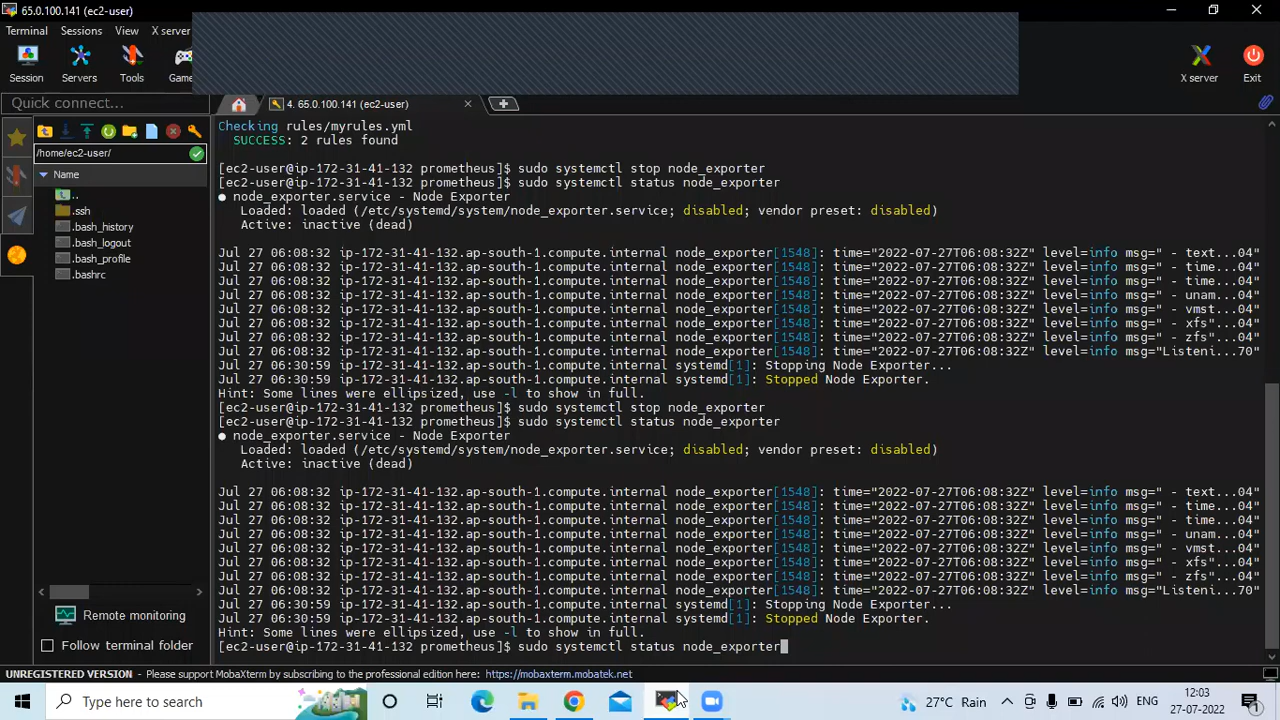 65.0.100.141 (ec2-user)
Terminal Sessions View X server
Session Servers Tools Game
X server Exit
Quick connect...
4. 65.0.100.141 (ec2-user)
/home/ec2-user/
Name
..
.ssh
.bash_history
.bash_logout
.bash_profile
.bashrc
Remote monitoring
Follow terminal folder
Checking rules/myrules.yml
SUCCESS: 2 rules found
[ec2-user@ip-172-31-41-132 prometheus]$ sudo systemctl stop node_exporter
[ec2-user@ip-172-31-41-132 prometheus]$ sudo systemctl status node_exporter
● node_exporter.service - Node Exporter
Loaded: loaded (/etc/systemd/system/node_exporter.service; disabled; vendor preset: disabled)
Active: inactive (dead)
Jul 27 06:08:32 ip-172-31-41-132.ap-south-1.compute.internal node_exporter[1548]: time="2022-07-27T06:08:32Z" level=info msg=" - text...04"
Jul 27 06:08:32 ip-172-31-41-132.ap-south-1.compute.internal node_exporter[1548]: time="2022-07-27T06:08:32Z" level=info msg=" - time...04"
Jul 27 06:08:32 ip-172-31-41-132.ap-south-1.compute.internal node_exporter[1548]: time="2022-07-27T06:08:32Z" level=info msg=" - time...04"
Jul 27 06:08:32 ip-172-31-41-132.ap-south-1.compute.internal node_exporter[1548]: time="2022-07-27T06:08:32Z" level=info msg=" - unam...04"
Jul 27 06:08:32 ip-172-31-41-132.ap-south-1.compute.internal node_exporter[1548]: time="2022-07-27T06:08:32Z" level=info msg=" - vmst...04"
Jul 27 06:08:32 ip-172-31-41-132.ap-south-1.compute.internal node_exporter[1548]: time="2022-07-27T06:08:32Z" level=info msg=" - xfs"...04"
Jul 27 06:08:32 ip-172-31-41-132.ap-south-1.compute.internal node_exporter[1548]: time="2022-07-27T06:08:32Z" level=info msg=" - zfs"...04"
Jul 27 06:08:32 ip-172-31-41-132.ap-south-1.compute.internal node_exporter[1548]: time="2022-07-27T06:08:32Z" level=info msg="Listeni...70"
Jul 27 06:30:59 ip-172-31-41-132.ap-south-1.compute.internal systemd[1]: Stopping Node Exporter...
Jul 27 06:30:59 ip-172-31-41-132.ap-south-1.compute.internal systemd[1]: Stopped Node Exporter.
Hint: Some lines were ellipsized, use -l to show in full.
[ec2-user@ip-172-31-41-132 prometheus]$ sudo systemctl stop node_exporter
[ec2-user@ip-172-31-41-132 prometheus]$ sudo systemctl status node_exporter
● node_exporter.service - Node Exporter
Loaded: loaded (/etc/systemd/system/node_exporter.service; disabled; vendor preset: disabled)
Active: inactive (dead)
Jul 27 06:08:32 ip-172-31-41-132.ap-south-1.compute.internal node_exporter[1548]: time="2022-07-27T06:08:32Z" level=info msg=" - text...04"
Jul 27 06:08:32 ip-172-31-41-132.ap-south-1.compute.internal node_exporter[1548]: time="2022-07-27T06:08:32Z" level=info msg=" - time...04"
Jul 27 06:08:32 ip-172-31-41-132.ap-south-1.compute.internal node_exporter[1548]: time="2022-07-27T06:08:32Z" level=info msg=" - time...04"
Jul 27 06:08:32 ip-172-31-41-132.ap-south-1.compute.internal node_exporter[1548]: time="2022-07-27T06:08:32Z" level=info msg=" - unam...04"
Jul 27 06:08:32 ip-172-31-41-132.ap-south-1.compute.internal node_exporter[1548]: time="2022-07-27T06:08:32Z" level=info msg=" - vmst...04"
Jul 27 06:08:32 ip-172-31-41-132.ap-south-1.compute.internal node_exporter[1548]: time="2022-07-27T06:08:32Z" level=info msg=" - xfs"...04"
Jul 27 06:08:32 ip-172-31-41-132.ap-south-1.compute.internal node_exporter[1548]: time="2022-07-27T06:08:32Z" level=info msg=" - zfs"...04"
Jul 27 06:08:32 ip-172-31-41-132.ap-south-1.compute.internal node_exporter[1548]: time="2022-07-27T06:08:32Z" level=info msg="Listeni...70"
Jul 27 06:30:59 ip-172-31-41-132.ap-south-1.compute.internal systemd[1]: Stopping Node Exporter...
Jul 27 06:30:59 ip-172-31-41-132.ap-south-1.compute.internal systemd[1]: Stopped Node Exporter.
Hint: Some lines were ellipsized, use -l to show in full.
[ec2-user@ip-172-31-41-132 prometheus]$ sudo systemctl status node_exporter
UNREGISTERED VERSION - Please support MobaXterm by subscribing to the professional edition here: https://mobaxterm.mobatek.net
Type here to search
27°C Rain
ENG
12:03
27-07-2022
1